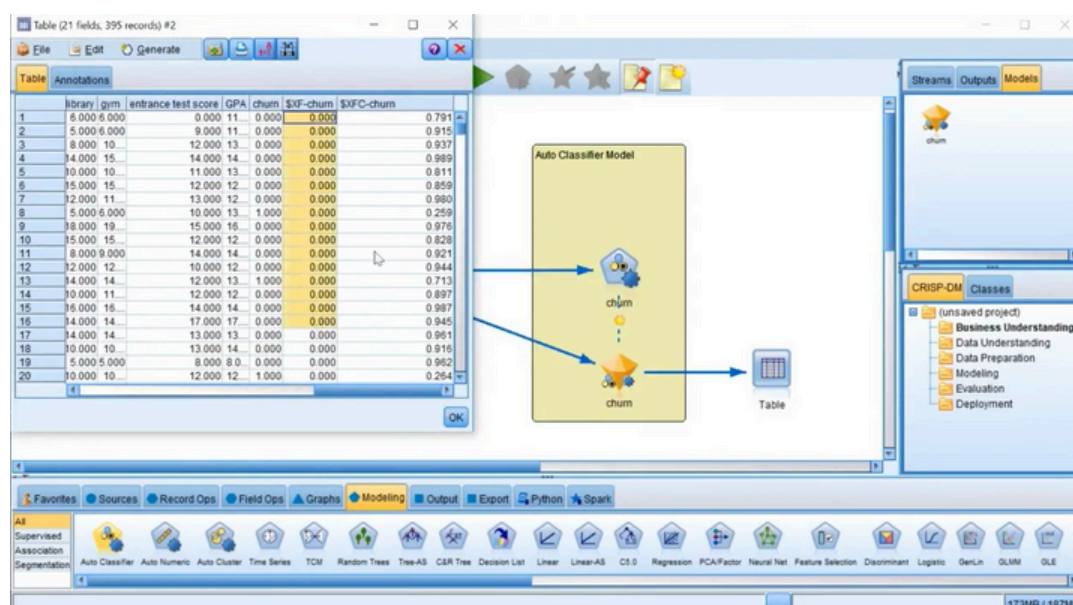 Table (21 fields, 395 records) #2
File Edit Generate
Table Annotations
library gym entrance test score GPA churn $XF-churn $XFC-churn
1 6.000 6.000 0.000 11... 0.000 0.000 0.791
2 5.000 6.000 9.000 11... 0.000 0.000 0.915
3 8.000 10... 12.000 13... 0.000 0.000 0.937
4 14.000 15... 14.000 14... 0.000 0.000 0.989
5 10.000 10... 11.000 13... 0.000 0.000 0.811
6 15.000 15... 12.000 12... 0.000 0.000 0.859
7 12.000 11... 13.000 12... 0.000 0.000 0.980
8 5.000 6.000 10.000 13... 1.000 0.000 0.259
9 18.000 19... 15.000 16... 0.000 0.000 0.976
10 15.000 15... 12.000 12... 0.000 0.000 0.828
11 8.000 9.000 14.000 14... 0.000 0.000 0.921
12 12.000 12... 10.000 12... 0.000 0.000 0.944
13 14.000 14... 12.000 13... 1.000 0.000 0.713
14 10.000 11... 12.000 12... 0.000 0.000 0.897
15 16.000 16... 14.000 14... 0.000 0.000 0.987
16 14.000 14... 17.000 17... 0.000 0.000 0.945
17 14.000 14... 13.000 13... 0.000 0.000 0.961
18 10.000 10... 13.000 14... 0.000 0.000 0.916
19 5.000 5.000 8.000 8.0... 0.000 0.000 0.962
20 10.000 10... 12.000 12... 1.000 0.000 0.264
OK
Auto Classifier Model
churn
churn
Table
Streams Outputs Models
churn
CRISP-DM Classes
(unsaved project)
Business Understanding
Data Understanding
Data Preparation
Modeling
Evaluation
Deployment
Favorites Sources Record Ops Field Ops Graphs Modeling Output Export Python Spark
All
Supervised
Association
Segmentation
Auto Classifier Auto Numeric Auto Cluster Time Series TCM Random Trees Tree-AS C&R Tree Decision List Linear Linear-AS C5.0 Regression PCA/Factor Neural Net Feature Selection Discriminant Logistic GenLin GLMM GLE
173MB / 187M